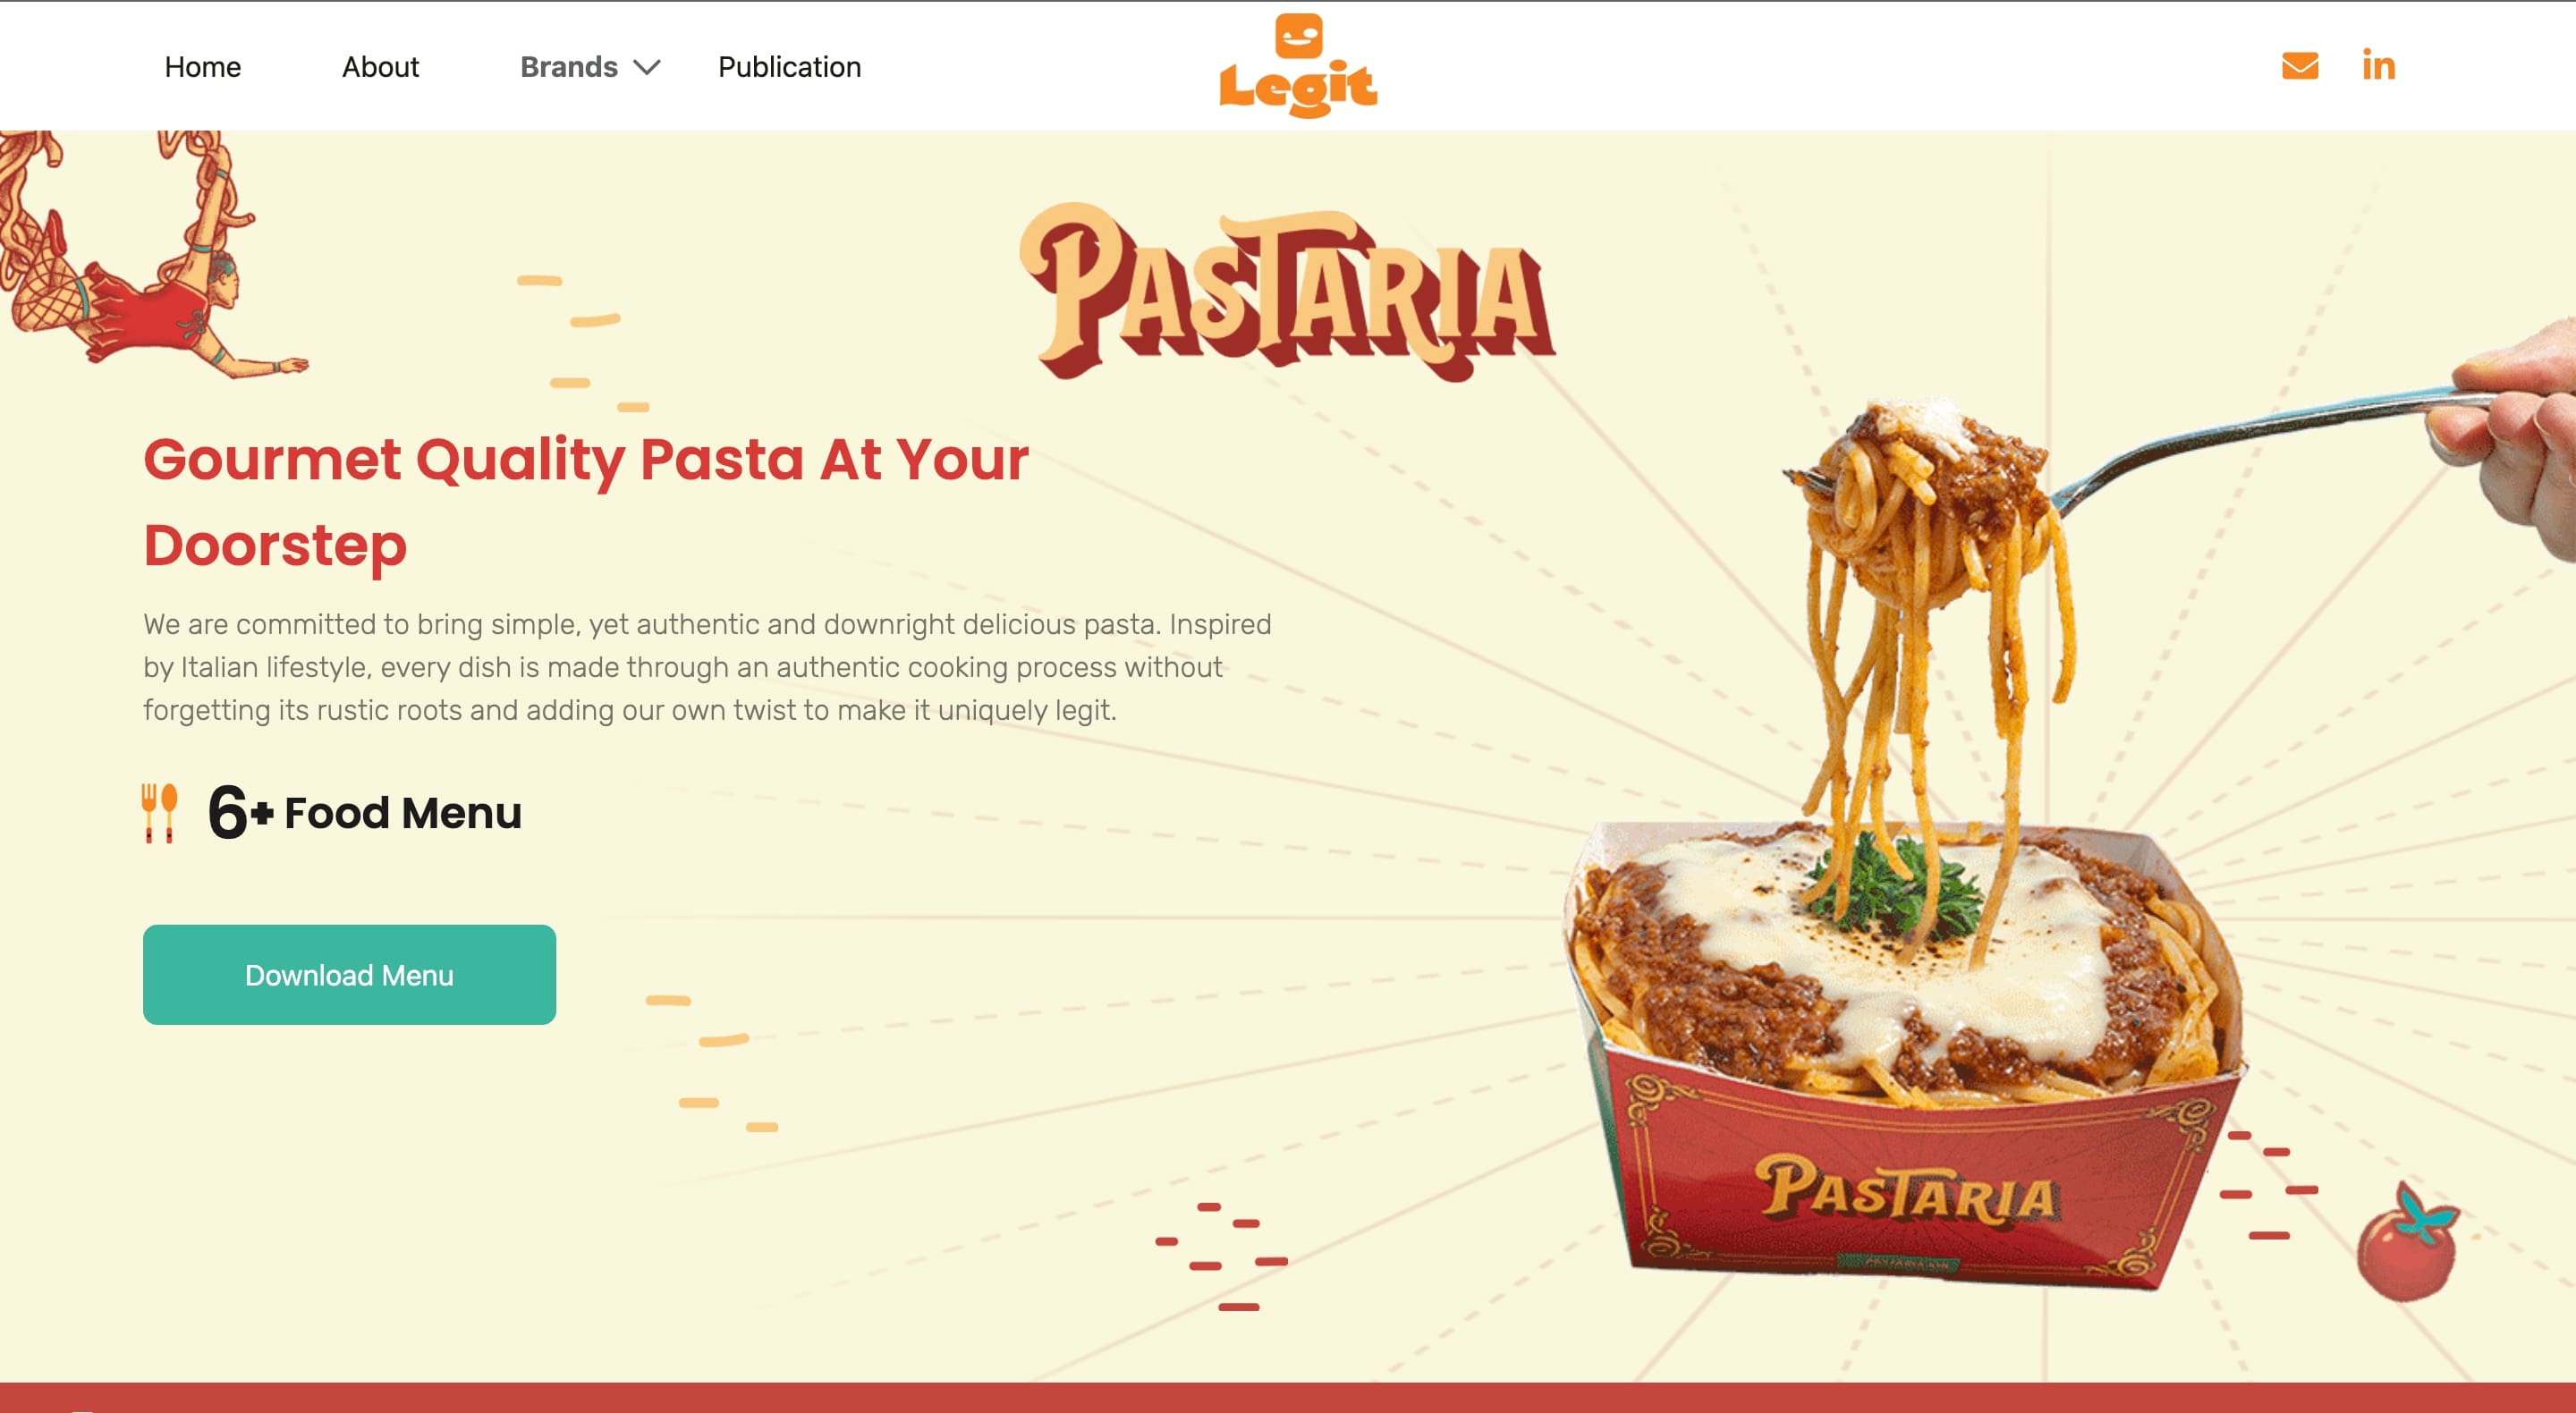 Home
About
Brands
Publication
Legit
in
PASTARIA
Gourmet Quality Pasta At Your
Doorstep
We are committed to bring simple, yet authentic and downright delicious pasta. Inspired
by Italian lifestyle, every dish is made through an authentic cooking process without
forgetting its rustic roots and adding our own twist to make it uniquely legit.
6+ Food Menu
Download Menu
PASTARIA